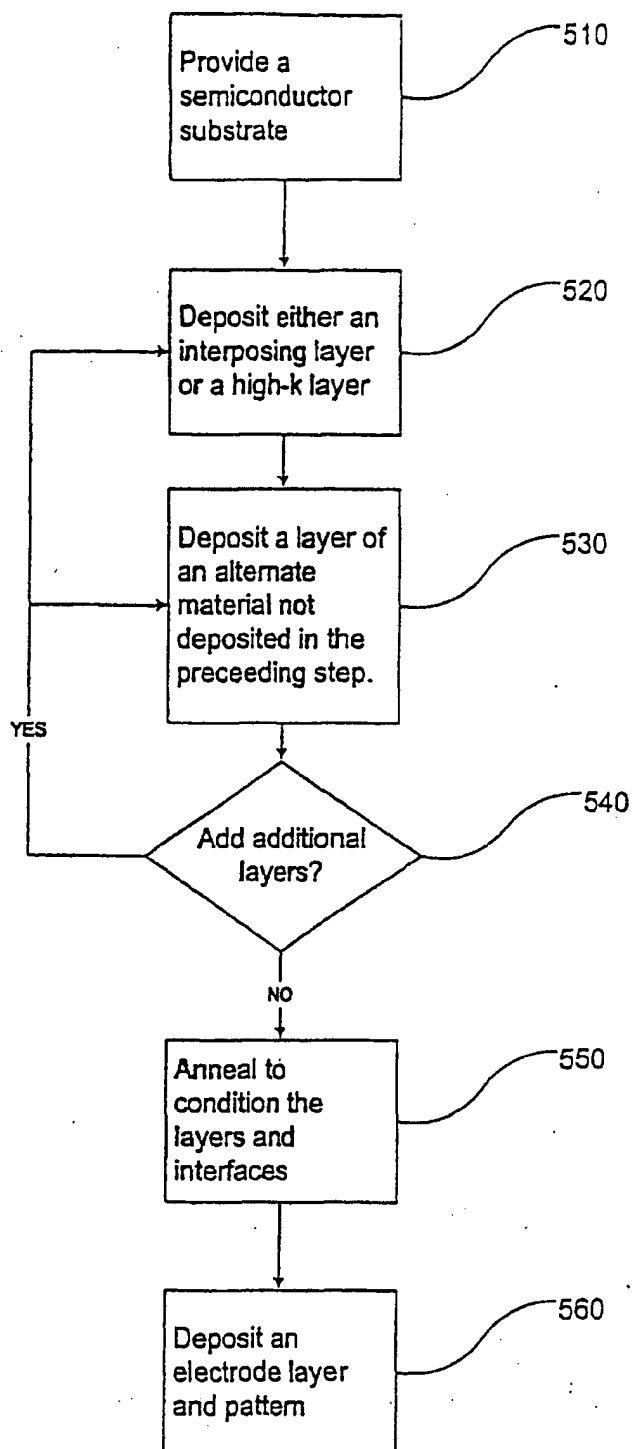 510
Provide a
semiconductor
substrate
520
Deposit either an
interposing layer
or a high-k layer
530
Deposit a layer of
an alternate
material not
deposited in the
preceeding step.
YES
540
Add additional
layers?
NO
550
Anneal to
condition the
layers and
interfaces
560
Deposit an
electrode layer
and pattern